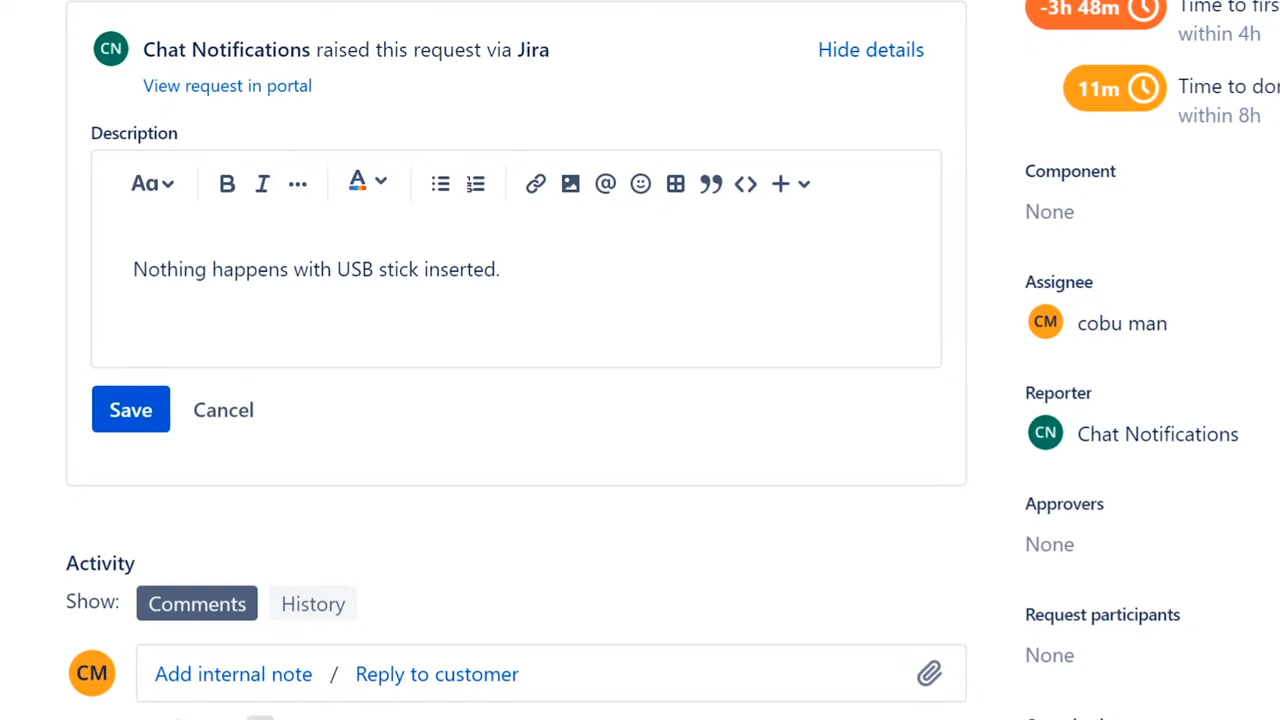 CN
Chat Notifications raised this request via Jira
Hide details
View request in portal
Description
Aa
B I ... A @ <> +
Nothing happens with USB stick inserted.
Save Cancel
Activity
Show: Comments History
CM
Add internal note / Reply to customer
-3h 48m
Time to firs
within 4h
11m
Time to do
within 8h
Component
None
Assignee
CM cobu man
Reporter
CN Chat Notifications
Approvers
None
Request participants
None